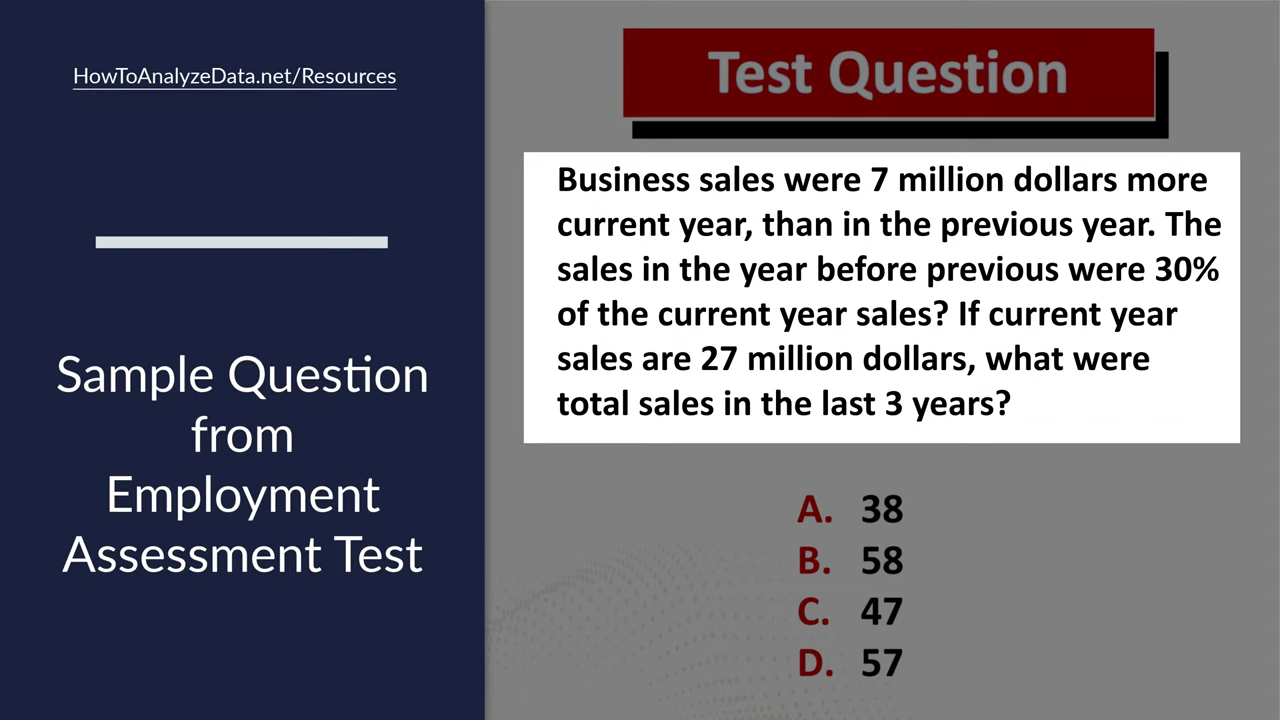 HowToAnalyzeData.net/Resources
Sample Question
from
Employment
Assessment Test
Test Question
Business sales were 7 million dollars more
current year, than in the previous year. The
sales in the year before previous were 30%
of the current year sales? If current year
sales are 27 million dollars, what were
total sales in the last 3 years?
A. 38
B. 58
C. 47
D. 57